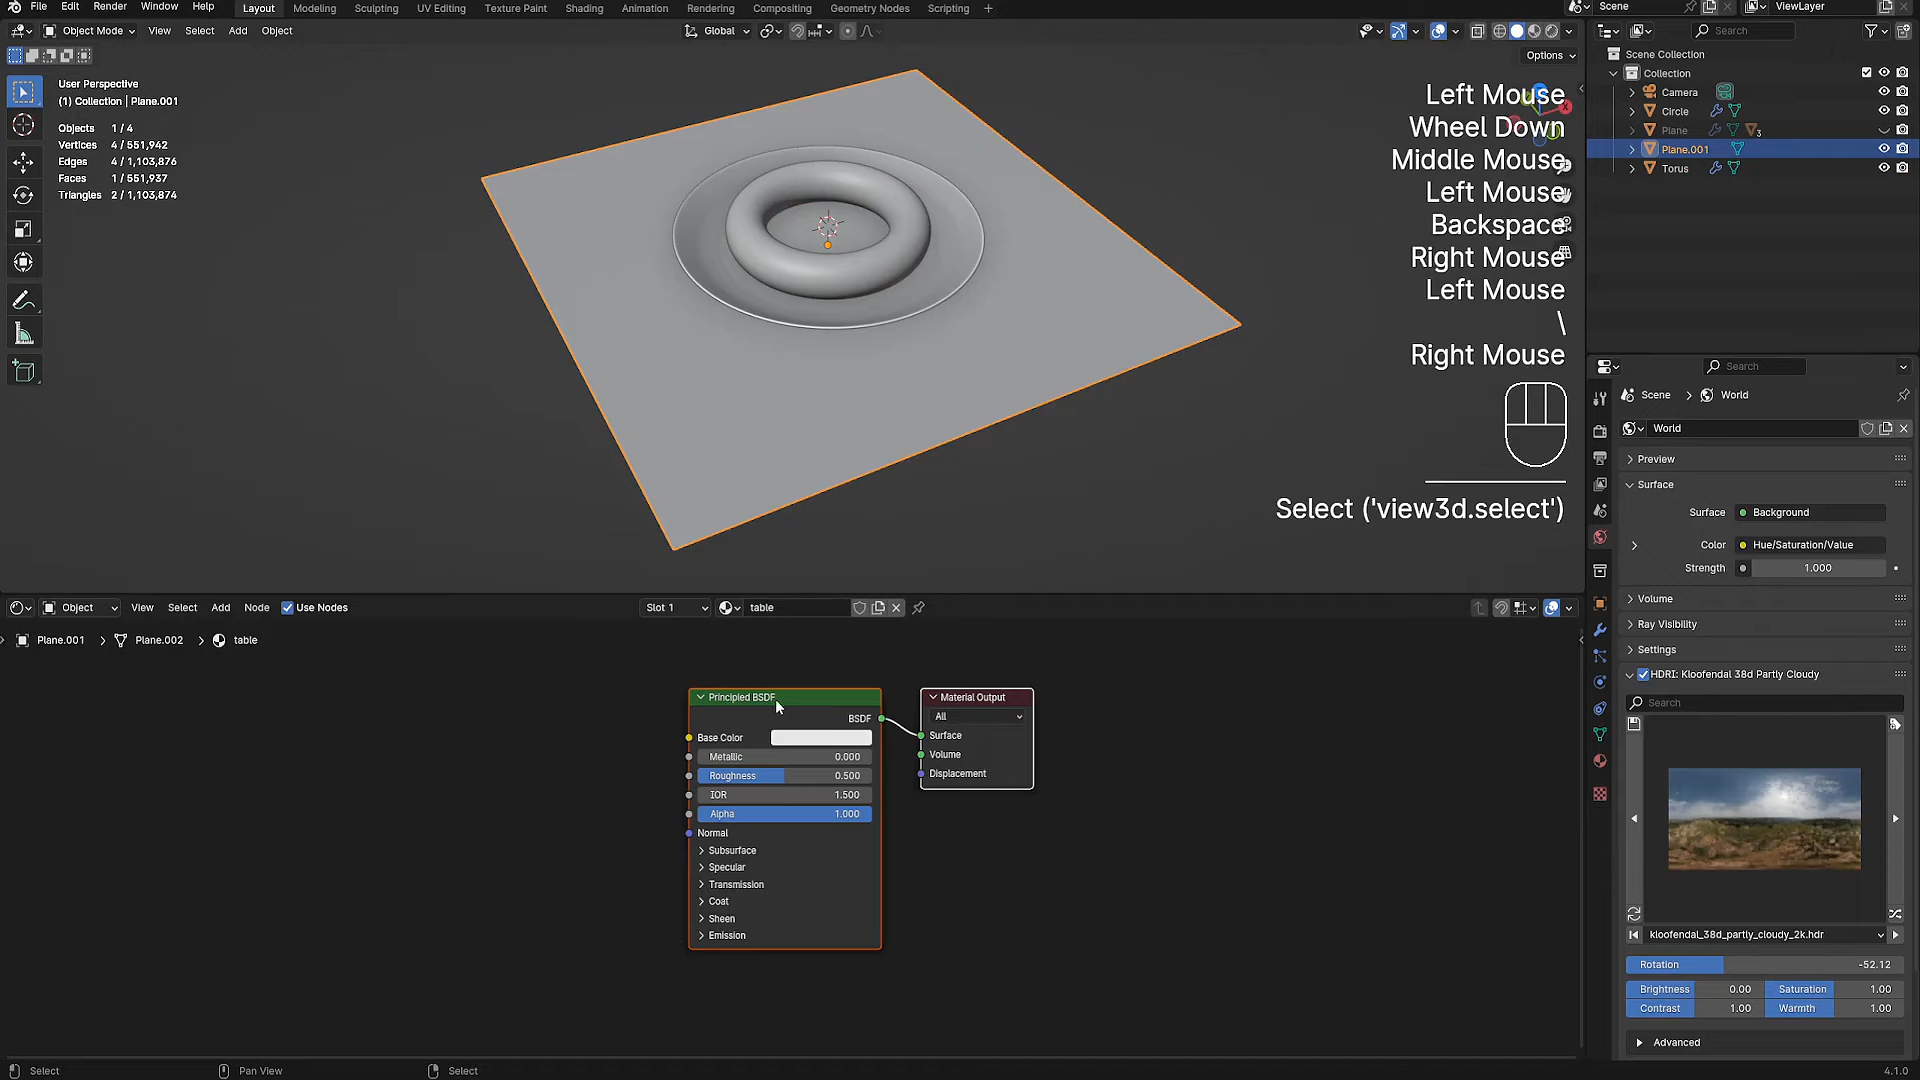 File Edit Render Window Help Layout Modeling Sculpting UV Editing Texture Paint Shading Animation Rendering Compositing Geometry Nodes Scripting + Scene ViewLayer
Object Mode View Select Add Object Global Search
Options
Scene Collection
Collection
Camera
Circle
Plane 3
Plane.001
Torus
User Perspective
(1) Collection | Plane.001
Objects 1 / 4
Vertices 4 / 551,942
Edges 4 / 1,103,876
Faces 1 / 551,937
Triangles 2 / 1,103,874
Left Mouse
Wheel Down
Middle Mouse
Left Mouse
Backspace
Right Mouse
Left Mouse
\
Right Mouse
Select ('view3d.select')
Search
Scene > World
World
Preview
Surface
Surface Background
Color Hue/Saturation/Value
Strength 1.000
Volume
Ray Visibility
Settings
HDRI: Kloofendal 38d Partly Cloudy
Search
kloofendal_38d_partly_cloudy_2k.hdr
Rotation -52.12
Brightness 0.00 Saturation 1.00
Contrast 1.00 Warmth 1.00
Advanced
Object View Select Add Node Use Nodes Slot 1 table
Plane.001 > Plane.002 > table
Principled BSDF
BSDF
Base Color
Metallic 0.000
Roughness 0.500
IOR 1.500
Alpha 1.000
Normal
Subsurface
Specular
Transmission
Coat
Sheen
Emission
Material Output
All
Surface
Volume
Displacement
Select Pan View Select 4.1.0